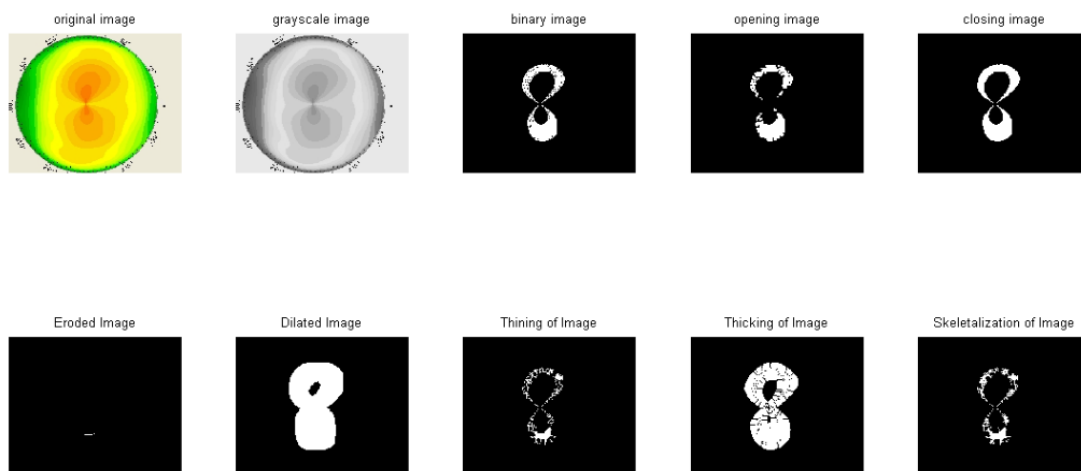 original image
grayscale image
binary image
opening image
closing image
Eroded Image
Dilated Image
Thining of Image
Thicking of Image
Skeletalization of Image